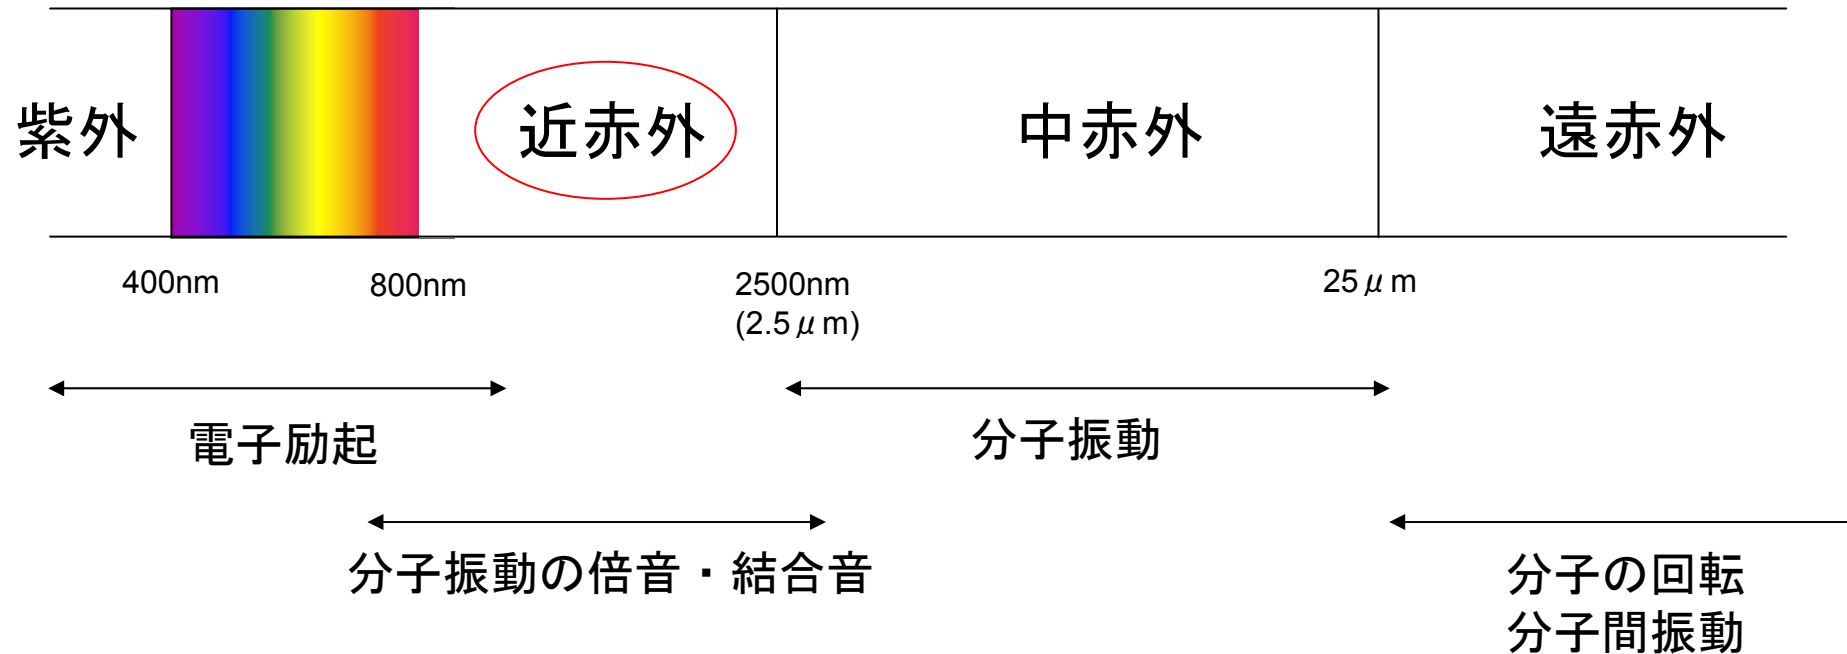 紫外
近赤外
中赤外
遠赤外
400nm
800nm
2500nm
(2.5μm)
25μm
電子励起
分子振動
分子振動の倍音・結合音
分子の回転
分子間振動